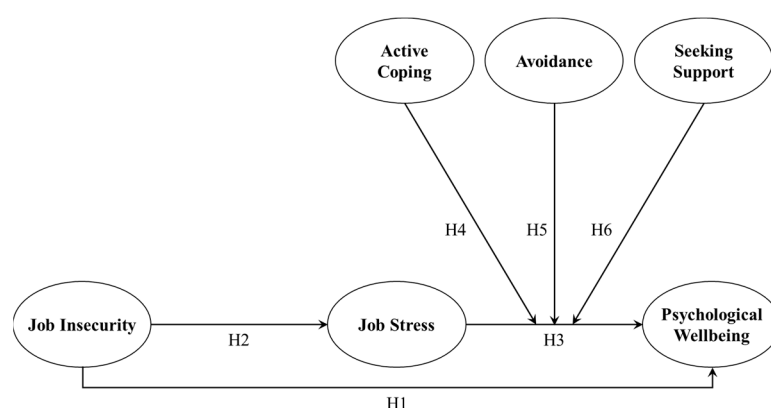 Active
Coping
Avoidance
Seeking
Support
H4
H5
H6
Job Insecurity
H2
Job Stress
H3
Psychological
Wellbeing
H1